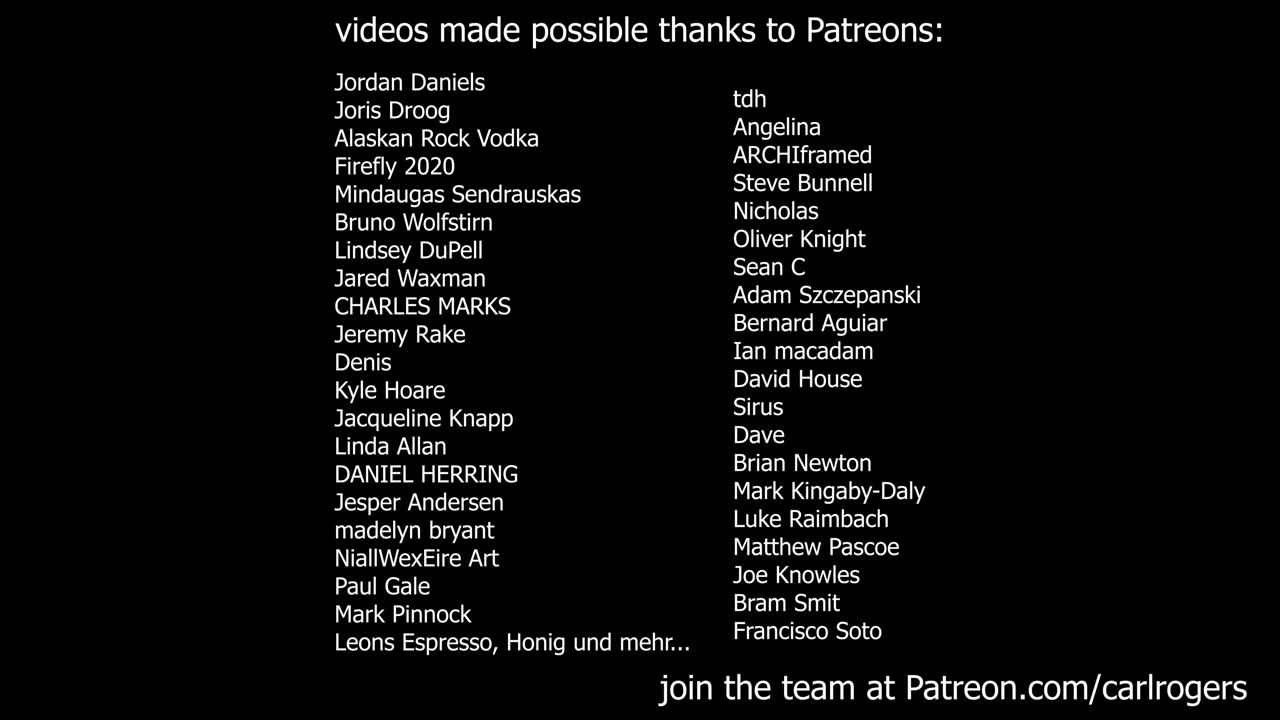 videos made possible thanks to Patreons:
Jordan Daniels
Joris Droog
Alaskan Rock Vodka
Firefly 2020
Mindaugas Sendrauskas
Bruno Wolfstirn
Lindsey DuPell
Jared Waxman
CHARLES MARKS
Jeremy Rake
Denis
Kyle Hoare
Jacqueline Knapp
Linda Allan
DANIEL HERRING
Jesper Andersen
madelyn bryant
NiallWexEire Art
Paul Gale
Mark Pinnock
Leons Espresso, Honig und mehr...
tdh
Angelina
ARCHIframed
Steve Bunnell
Nicholas
Oliver Knight
Sean C
Adam Szczepanski
Bernard Aguiar
Ian macadam
David House
Sirus
Dave
Brian Newton
Mark Kingaby-Daly
Luke Raimbach
Matthew Pascoe
Joe Knowles
Bram Smit
Francisco Soto
join the team at Patreon.com/carlrogers